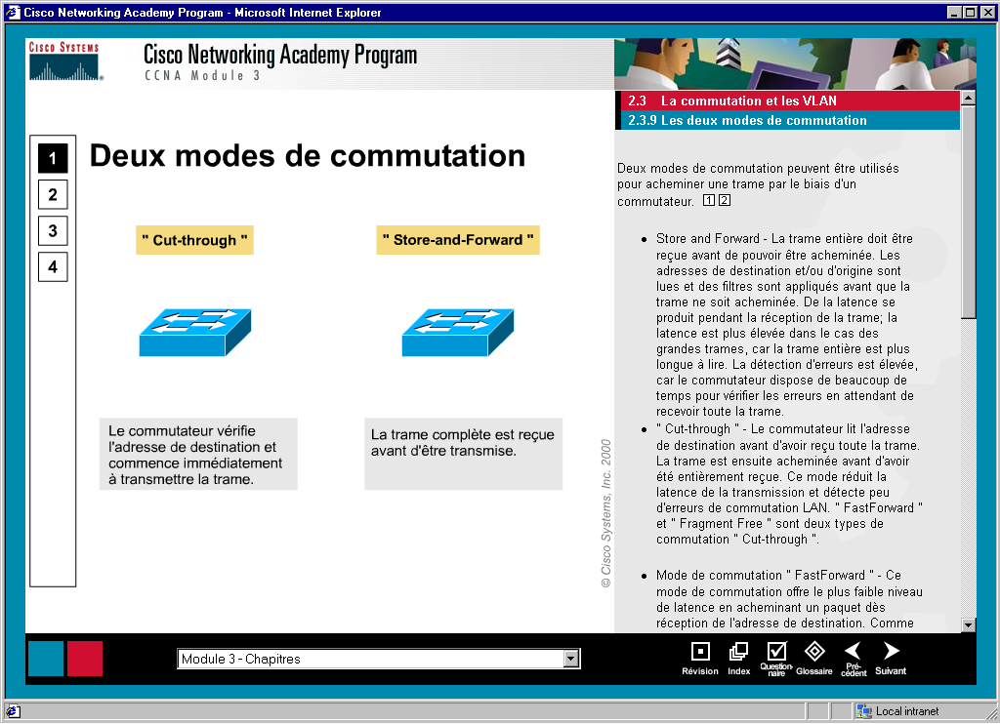 Cisco Networking Academy Program - Microsoft Internet Explorer
CISCO SYSTEMS
Cisco Networking Academy Program
CCNA Module 3
2.3 La commutation et les VLAN
2.3.9 Les deux modes de commutation
1
2
3
4
Deux modes de commutation
" Cut-through "
" Store-and-Forward "
Le commutateur vérifie
l'adresse de destination et
commence immédiatement
à transmettre la trame.
La trame complète est reçue
avant d'être transmise.
© Cisco Systems, Inc. 2000
Deux modes de commutation peuvent être utilisés
pour acheminer une trame par le biais d'un
commutateur. 1 2
• Store and Forward - La trame entière doit être
reçue avant de pouvoir être acheminée. Les
adresses de destination et/ou d'origine sont
lues et des filtres sont appliqués avant que la
trame ne soit acheminée. De la latence se
produit pendant la réception de la trame; la
latence est plus élevée dans le cas des
grandes trames, car la trame entière est plus
longue à lire. La détection d'erreurs est élevée,
car le commutateur dispose de beaucoup de
temps pour vérifier les erreurs en attendant de
recevoir toute la trame.
• " Cut-through " - Le commutateur lit l'adresse
de destination avant d'avoir reçu toute la trame.
La trame est ensuite acheminée avant d'avoir
été entièrement reçue. Ce mode réduit la
latence de la transmission et détecte peu
d'erreurs de commutation LAN. " FastForward "
et " Fragment Free " sont deux types de
commutation " Cut-through ".
• Mode de commutation " FastForward " - Ce
mode de commutation offre le plus faible niveau
de latence en acheminant un paquet dès
réception de l'adresse de destination. Comme
Module 3 - Chapitres
Révision
Index
Question-
naire
Glossaire
Pré-
cédent
Suivant
Local intranet